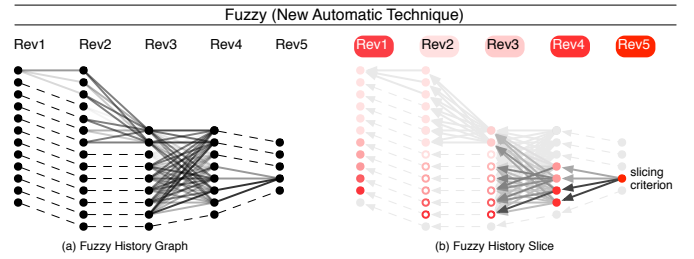 Fuzzy (New Automatic Technique)
Rev1 Rev2 Rev3 Rev4 Rev5 Rev1 Rev2 Rev3 Rev4 Rev5
slicing
criterion
(a) Fuzzy History Graph (b) Fuzzy History Slice